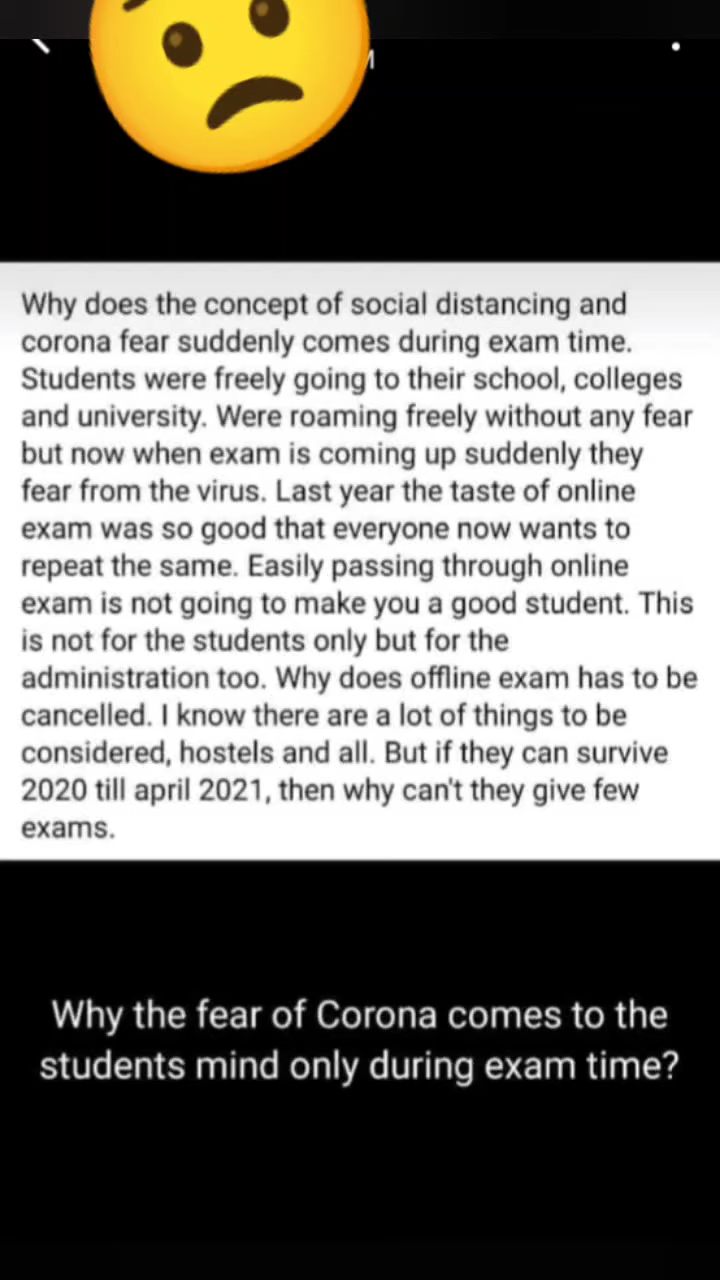 Why does the concept of social distancing and
corona fear suddenly comes during exam time.
Students were freely going to their school, colleges
and university. Were roaming freely without any fear
but now when exam is coming up suddenly they
fear from the virus. Last year the taste of online
exam was so good that everyone now wants to
repeat the same. Easily passing through online
exam is not going to make you a good student. This
is not for the students only but for the
administration too. Why does offline exam has to be
cancelled. I know there are a lot of things to be
considered, hostels and all. But if they can survive
2020 till april 2021, then why can't they give few
exams.
Why the fear of Corona comes to the
students mind only during exam time?